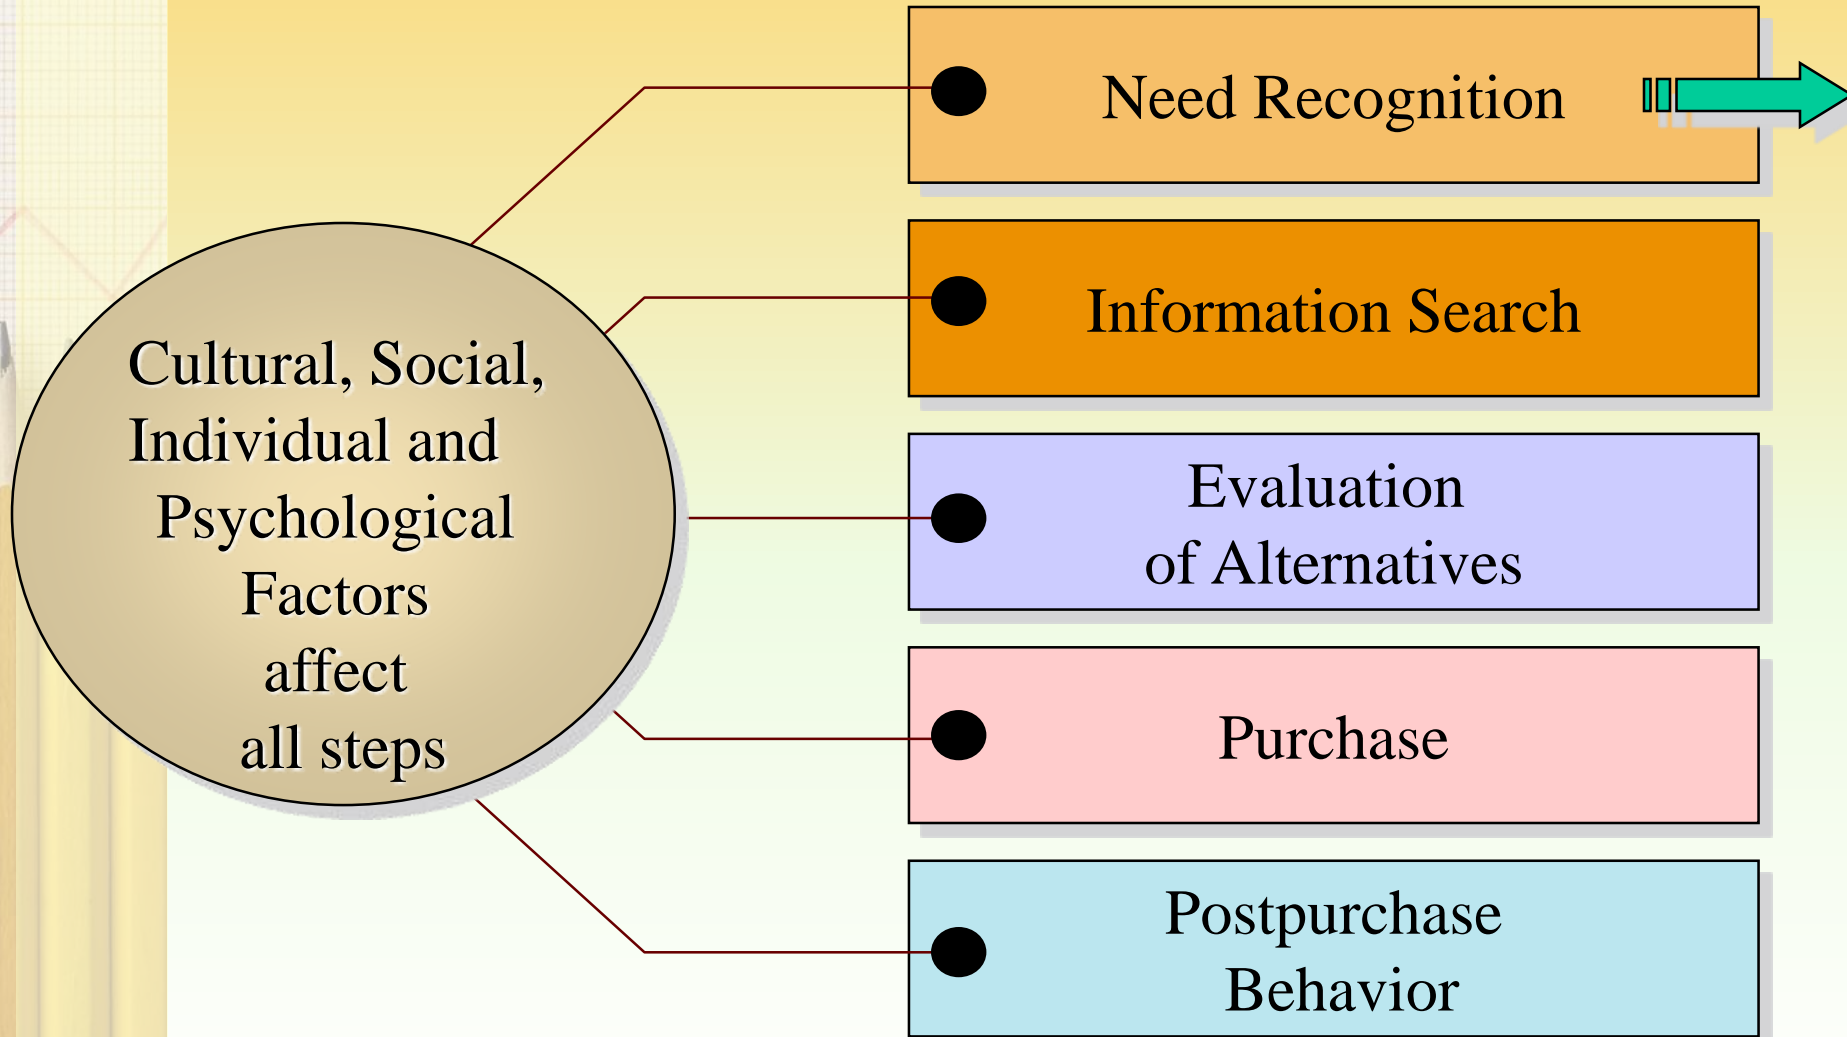 Cultural, Social,
Individual and
Psychological
Factors
affect
all steps
Need Recognition
Information Search
Evaluation
of Alternatives
Purchase
Postpurchase
Behavior